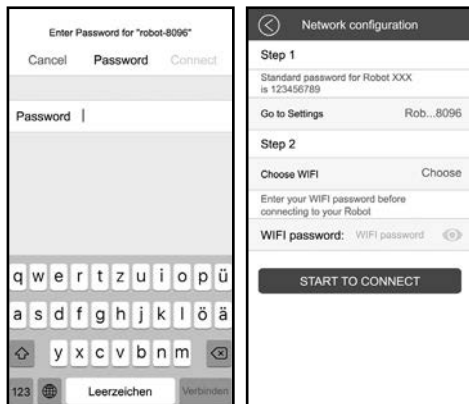 Enter Password for "robot-8096"
Cancel Password Connect
Password
q w e r t z u i o p ü
a s d f g h j k l ö ä
y x c v b n m
123 Leerzeichen Verbinden
Network configuration
Step 1
Standard password for Robot XXX
is 123456789
Go to Settings Rob...8096
Step 2
Choose WIFI Choose
Enter your WIFI password before
connecting to your Robot
WIFI password: WIFI password
START TO CONNECT